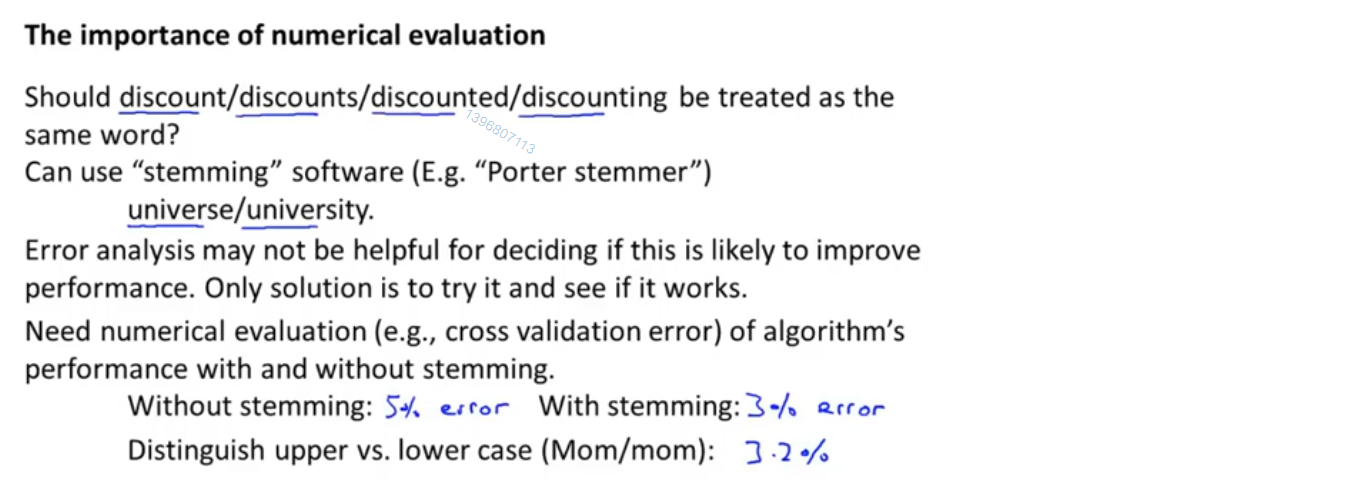 The importance of numerical evaluation
Should discount/discounts/discounted/discounting be treated as the
1396807113
same word?
Can use “stemming” software (E.g. “Porter stemmer”)
universe/university.
Error analysis may not be helpful for deciding if this is likely to improve
performance. Only solution is to try it and see if it works.
Need numerical evaluation (e.g., cross validation error) of algorithm’s
performance with and without stemming.
Without stemming: 5% error With stemming: 3% error
Distinguish upper vs. lower case (Mom/mom): 3.2%